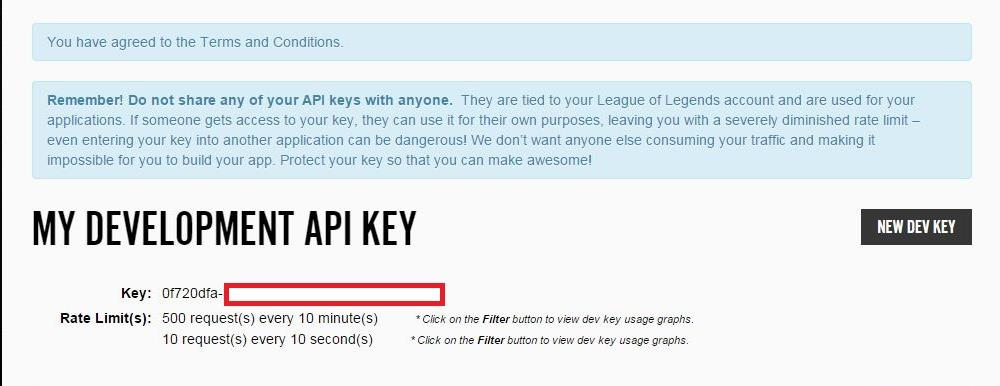 You have agreed to the Terms and Conditions.
Remember! Do not share any of your API keys with anyone. They are tied to your League of Legends account and are used for your
applications. If someone gets access to your key, they can use it for their own purposes, leaving you with a severely diminished rate limit –
even entering your key into another application can be dangerous! We don't want anyone else consuming your traffic and making it
impossible for you to build your app. Protect your key so that you can make awesome!
MY DEVELOPMENT API KEY
NEW DEV KEY
Key: 0f720dfa-
Rate Limit(s): 500 request(s) every 10 minute(s) * Click on the Filter button to view dev key usage graphs.
10 request(s) every 10 second(s) * Click on the Filter button to view dev key usage graphs.